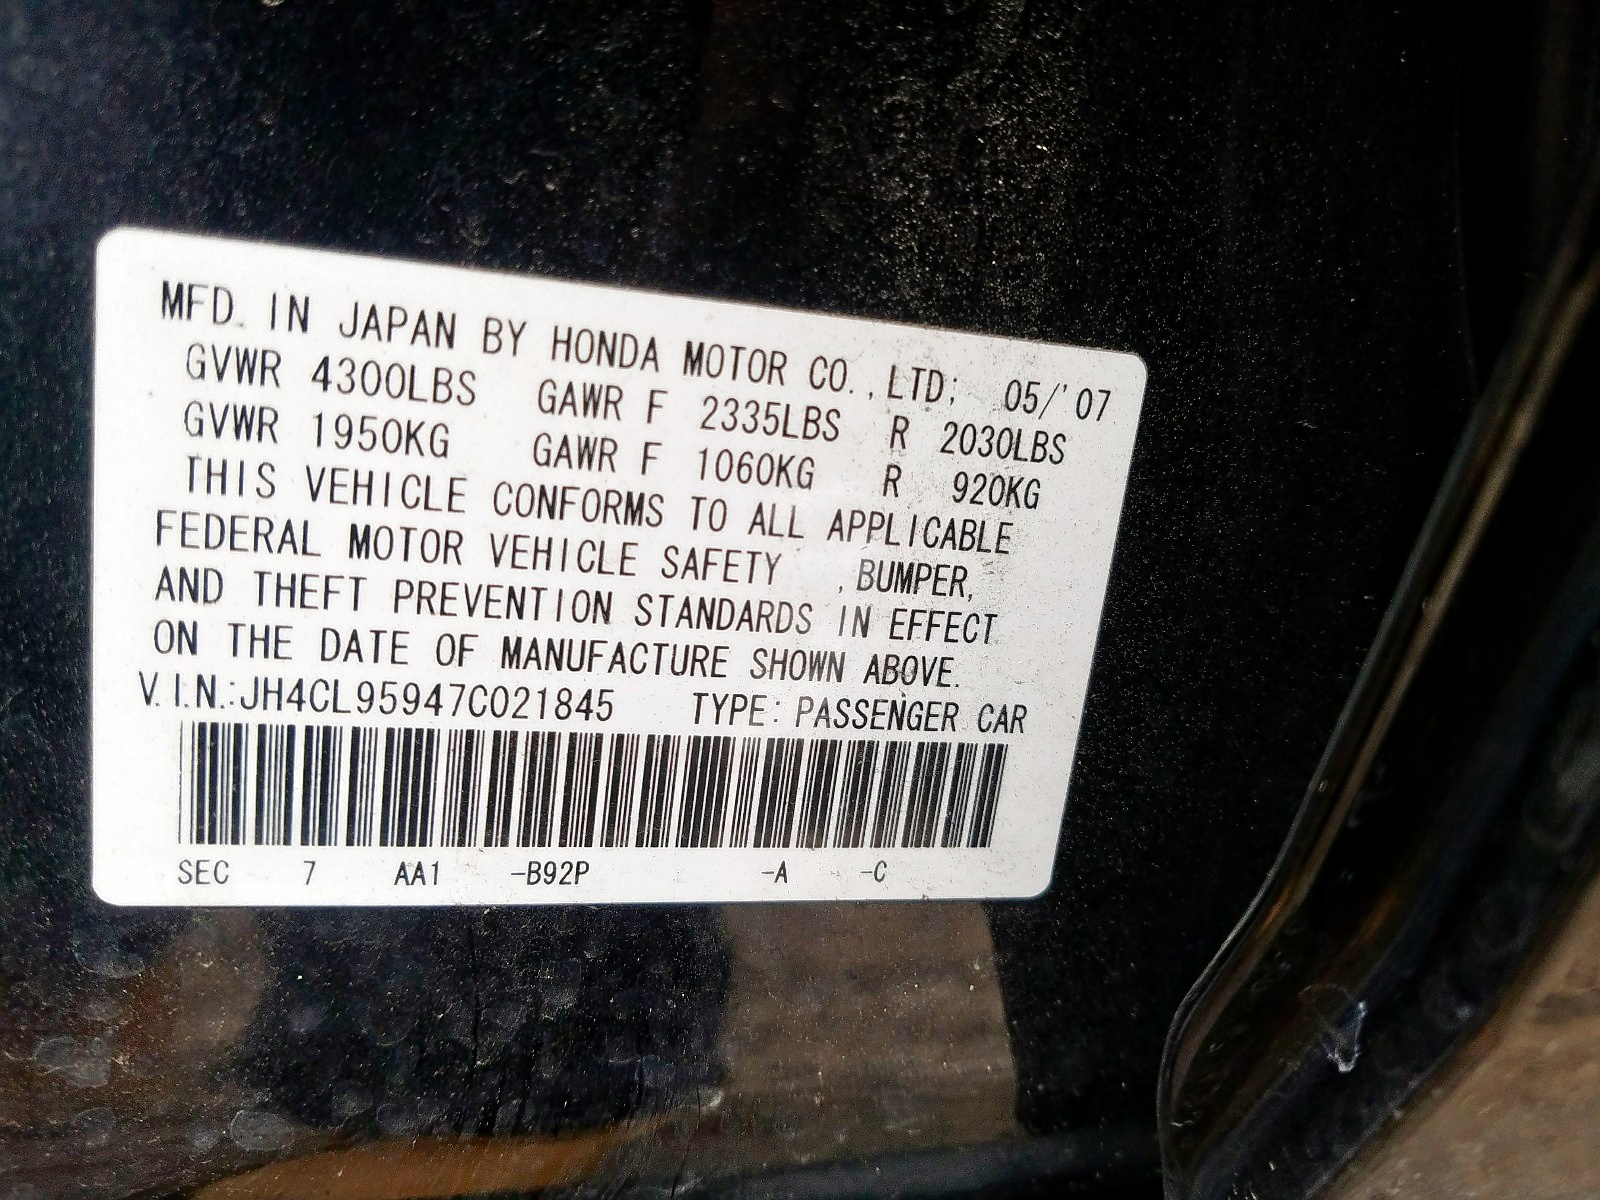 MFD. IN JAPAN BY HONDA MOTOR CO.,LTD; 05/'07
GVWR 4300LBS GAWR F 2335LBS R 2030LBS
GVWR 1950KG GAWR F 1060KG R 920KG
THIS VEHICLE CONFORMS TO ALL APPLICABLE
FEDERAL MOTOR VEHICLE SAFETY ,BUMPER,
AND THEFT PREVENTION STANDARDS IN EFFECT
ON THE DATE OF MANUFACTURE SHOWN ABOVE.
V.I.N.:JH4CL95947C021845 TYPE: PASSENGER CAR
SEC 7 AA1 -B92P -A -C